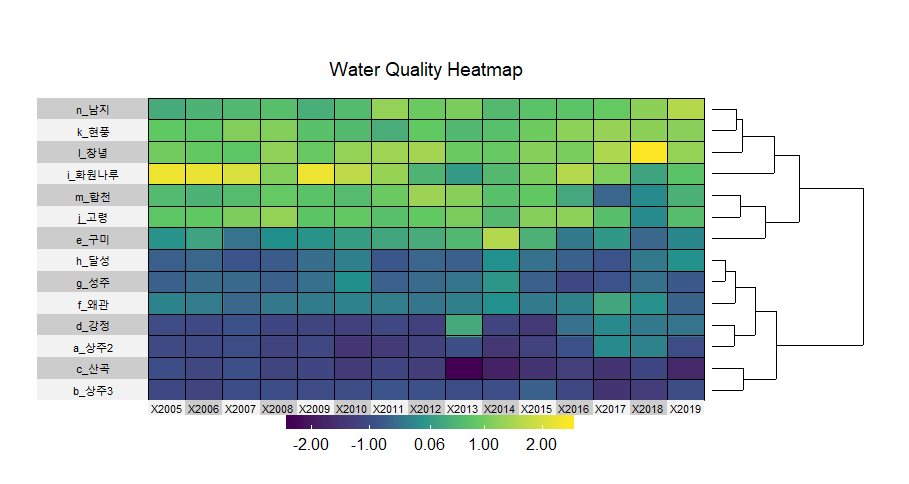 Water Quality Heatmap
n_남지
k_현풍
l_창녕
i_화원나루
m_합천
j_고령
e_구미
h_달성
g_성주
f_왜관
d_강정
a_상주2
c_산곡
b_상주3
X2005 X2006 X2007 X2008 X2009 X2010 X2011 X2012 X2013 X2014 X2015 X2016 X2017 X2018 X2019
-2.00 -1.00 0.06 1.00 2.00